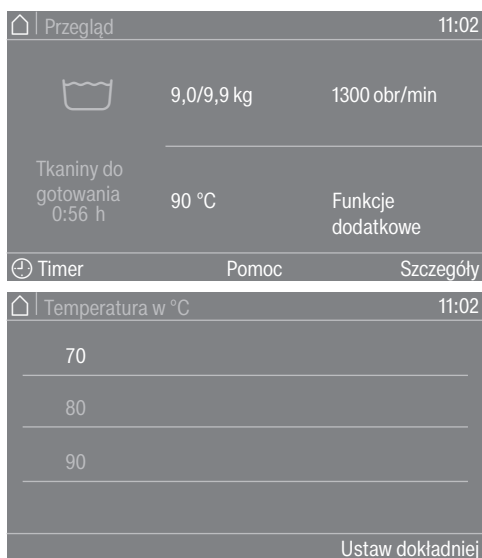 Przegląd 11:02
9,0/9,9 kg 1300 obr/min
Tkaniny do
gotowania
0:56 h
90 °C Funkcje
dodatkowe
Timer Pomoc Szczegóły
Temperatura w °C 11:02
70
80
90
Ustaw dokładniej